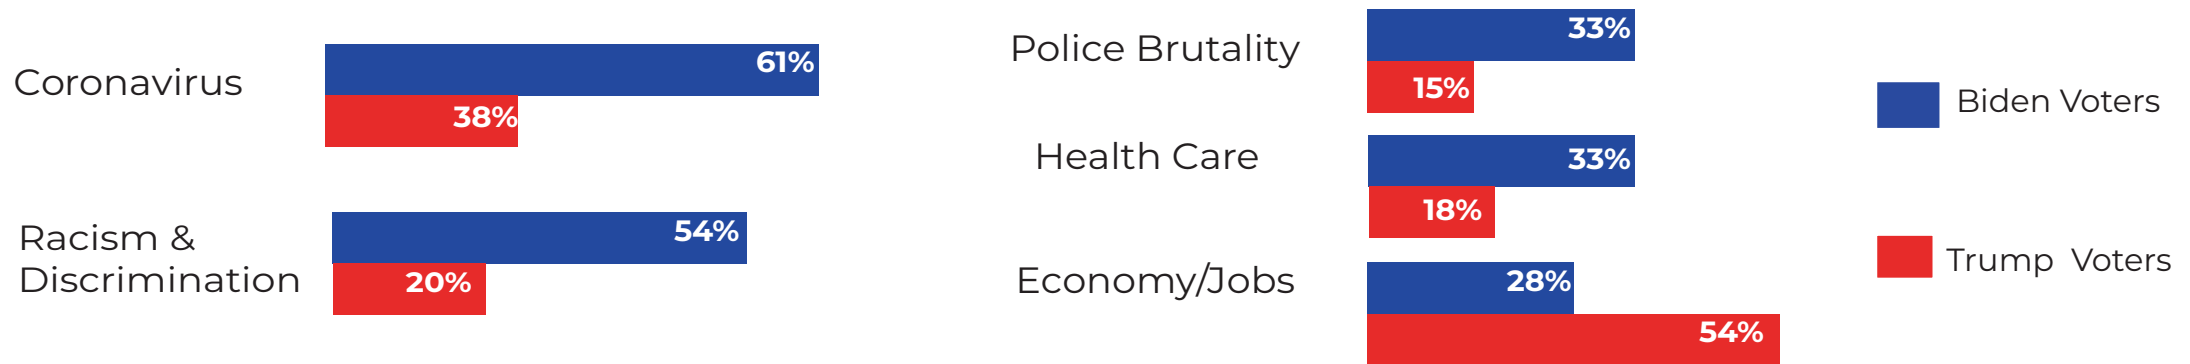 Coronavirus
61%
38%
Racism &
Discrimination
54%
20%
Police Brutality
33%
15%
Health Care
33%
18%
Economy/Jobs
28%
54%
Biden Voters
Trump Voters